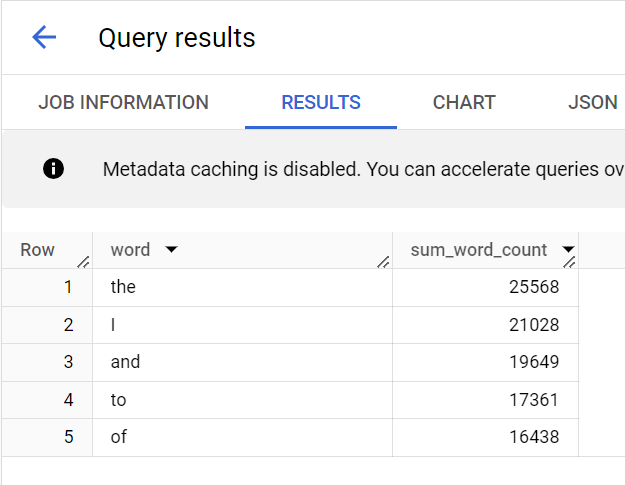 Query results
JOB INFORMATION RESULTS CHART JSON
Metadata caching is disabled. You can accelerate queries ov
Row word sum_word_count
1 the 25568
2 I 21028
3 and 19649
4 to 17361
5 of 16438